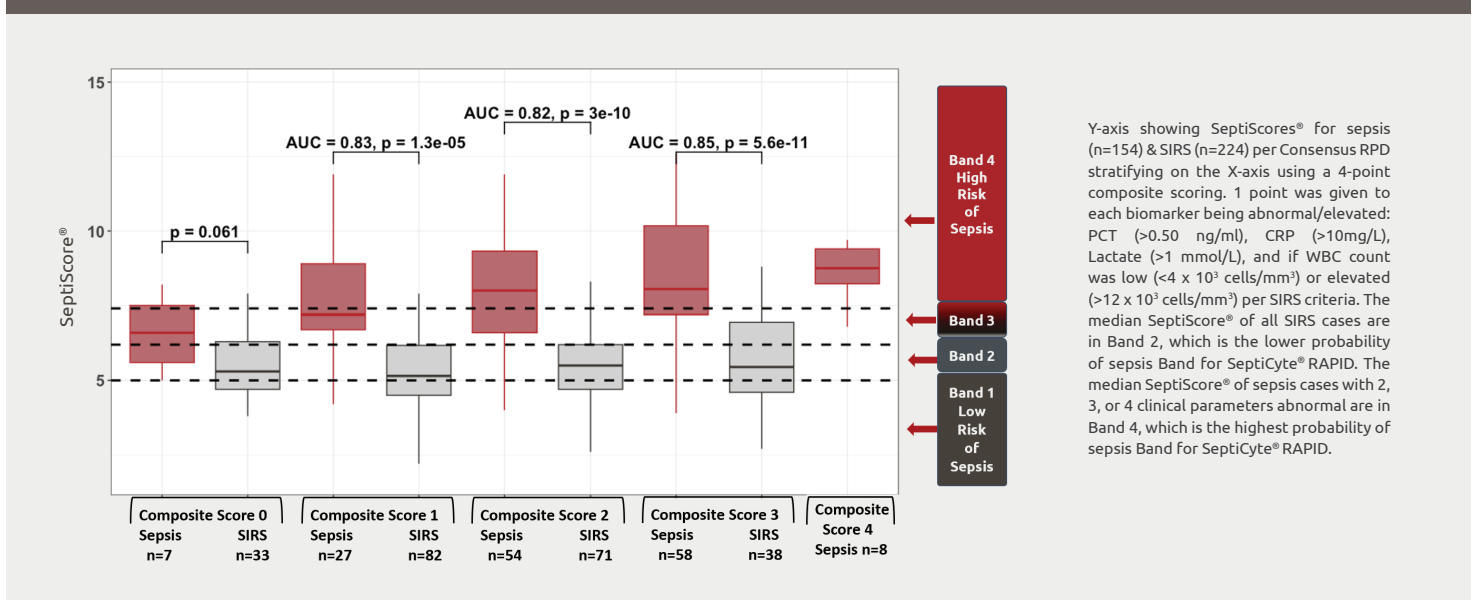 15
10
5
SeptiScore®
p = 0.061
AUC = 0.83, p = 1.3e-05
AUC = 0.82, p = 3e-10
AUC = 0.85, p = 5.6e-11
Composite Score 0
Sepsis SIRS
n=7 n=33
Composite Score 1
Sepsis SIRS
n=27 n=82
Composite Score 2
Sepsis SIRS
n=54 n=71
Composite Score 3
Sepsis SIRS
n=58 n=38
Composite
Score 4
Sepsis n=8
Band 4
High
Risk
of
Sepsis
Band 3
Band 2
Band 1
Low
Risk
of
Sepsis
Y-axis showing SeptiScores® for sepsis
(n=154) & SIRS (n=224) per Consensus RPD
stratifying on the X-axis using a 4-point
composite scoring. 1 point was given to
each biomarker being abnormal/elevated:
PCT (>0.50 ng/ml), CRP (>10mg/L),
Lactate (>1 mmol/L), and if WBC count
was low (<4 x 10³ cells/mm³) or elevated
(>12 x 10³ cells/mm³) per SIRS criteria. The
median SeptiScore® of all SIRS cases are
in Band 2, which is the lower probability
of sepsis Band for SeptiCyte® RAPID. The
median SeptiScore® of sepsis cases with 2,
3, or 4 clinical parameters abnormal are in
Band 4, which is the highest probability of
sepsis Band for SeptiCyte® RAPID.